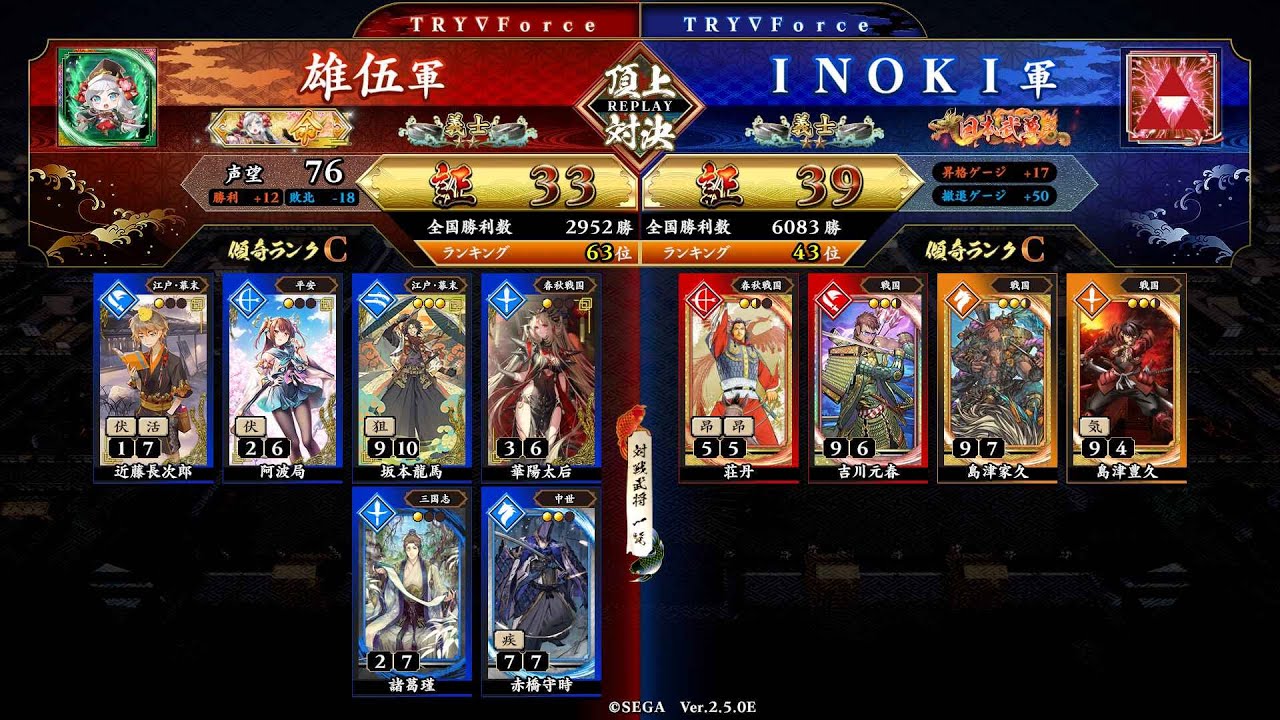 TRY∇Force
TRY∇Force
雄伍軍
頂上
REPLAY
対決
INOKI軍
命
義士
義士
日本武尊
声望 76
勝利 +12 敗北 -18
証 33
証 39
昇格ゲージ +17
撤退ゲージ +50
全国勝利数 2952勝
全国勝利数 6083勝
傾奇ランクC
ランキング 63位
ランキング 43位
傾奇ランクC
江戸・幕末
伏 活
1 7
近藤長次郎
平安
伏
2 6
阿波局
江戸・幕末
狙
9 10
坂本龍馬
春秋戦国
3 6
華陽太后
春秋戦国
昂 昂
5 5
荘丹
戦国
9 6
吉川元春
戦国
9 7
島津家久
戦国
気
9 4
島津豊久
対戦武将一覧
三国志
2 7
諸葛瑾
中世
疾
7 7
赤橋守時
©SEGA Ver.2.5.0E